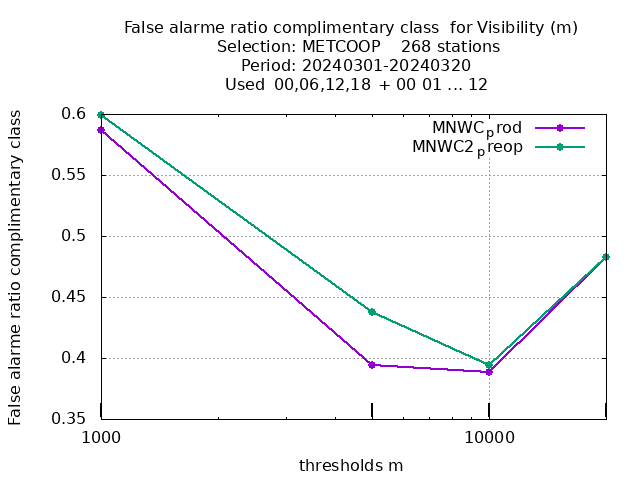 False alarme ratio complimentary class  for Visibility (m)
Selection: METCOOP    268 stations
Period: 20240301-20240320
Used  00,06,12,18 + 00 01 ... 12
False alarme ratio complimentary class
0.6
0.55
0.5
0.45
0.4
0.35
MNWC_prod
MNWC2_preop
1000
10000
thresholds m